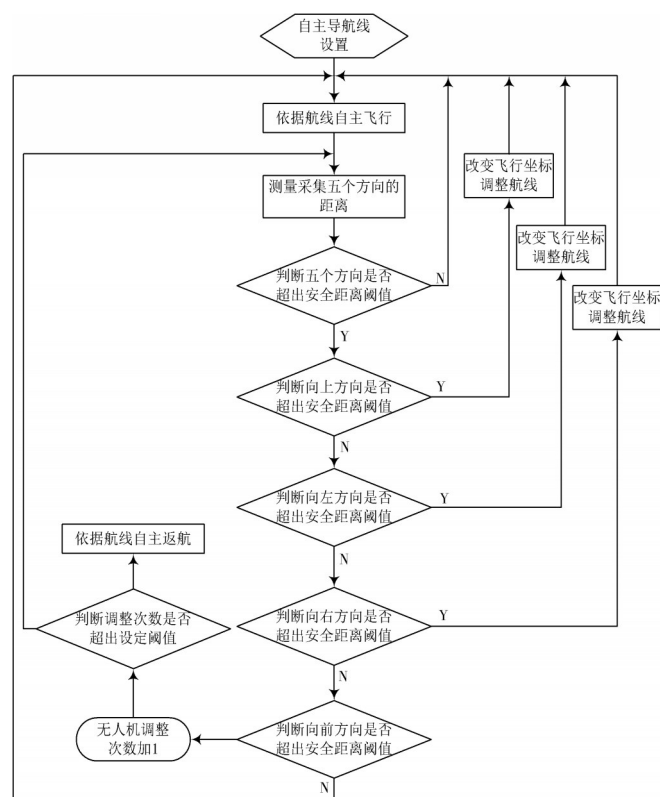 自主导航线
设置
依据航线自主飞行
测量采集五个方向的
距离
改变飞行坐标
调整航线
改变飞行坐标
调整航线
改变飞行坐标
调整航线
判断五个方向是否
超出安全距离阈值
N
Y
判断向上方向是否
超出安全距离阈值
Y
N
判断向左方向是否
超出安全距离阈值
Y
N
依据航线自主返航
判断调整次数是否
超出设定阈值
判断向右方向是否
超出安全距离阈值
Y
N
无人机调整
次数加1
判断向前方向是否
超出安全距离阈值
N